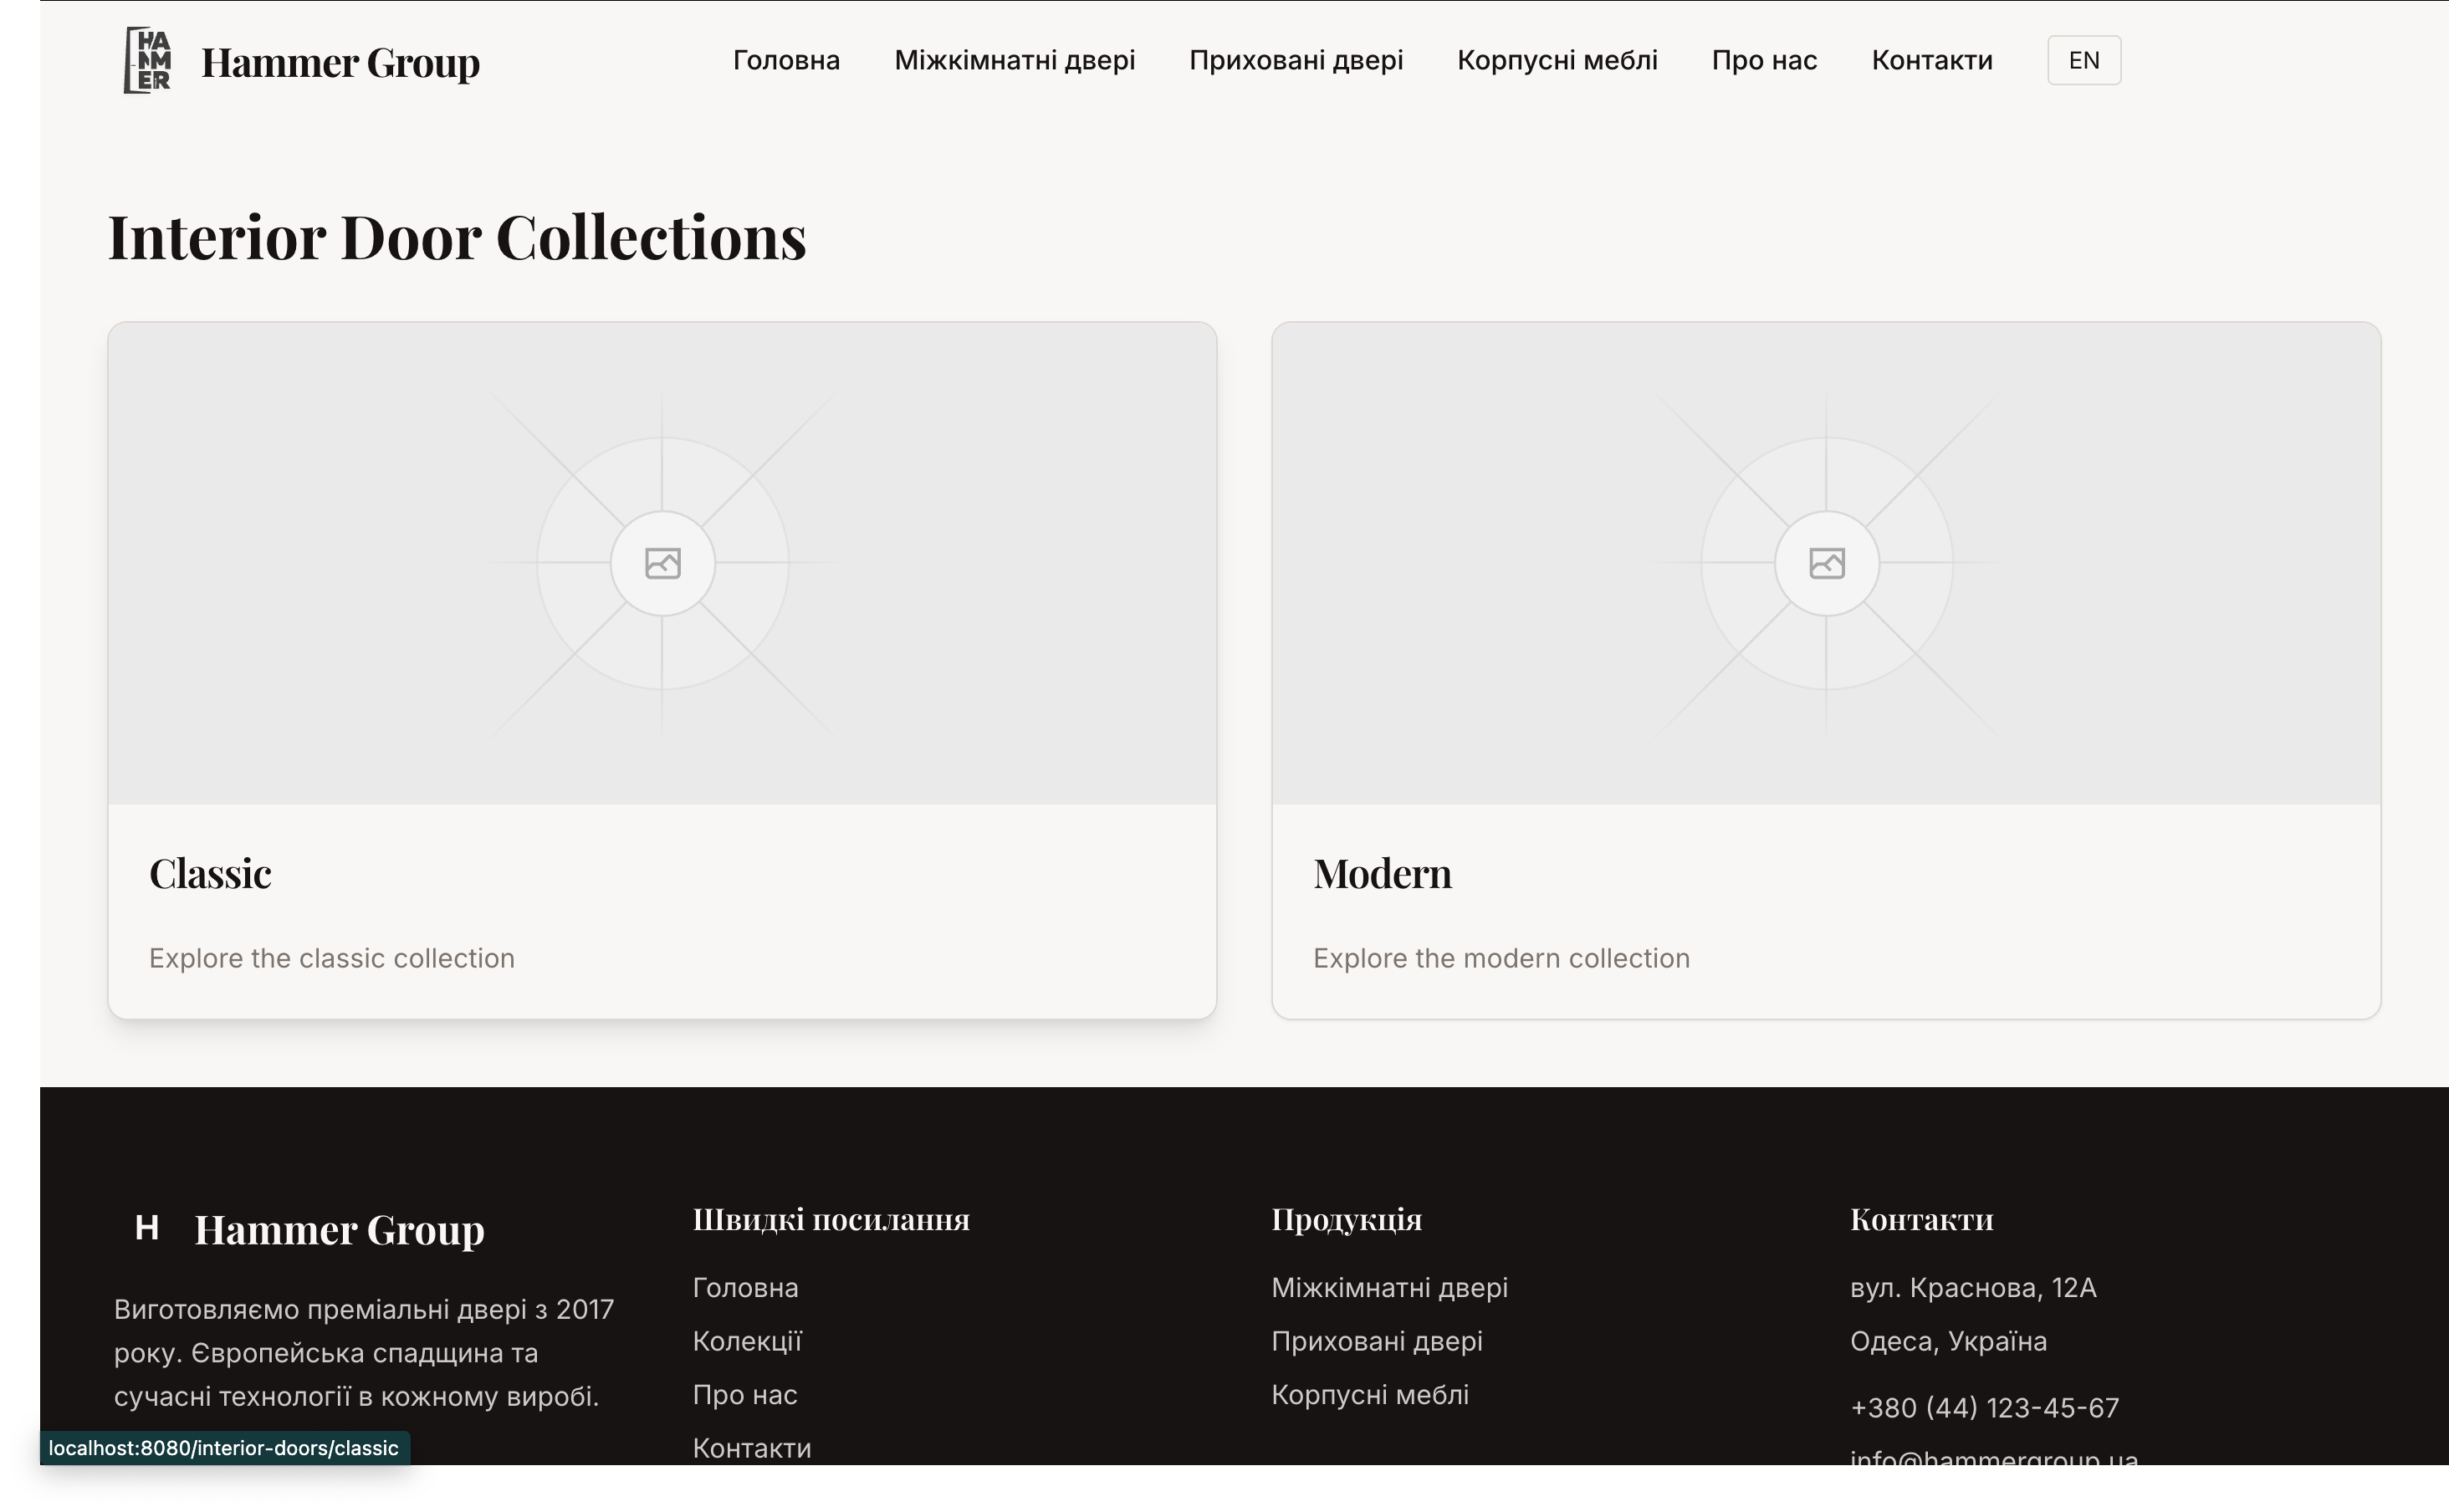 HA
MM
ER
Hammer Group
Головна
Міжкімнатні двері
Приховані двері
Корпусні меблі
Про нас
Контакти
EN
Interior Door Collections
Classic
Explore the classic collection
Modern
Explore the modern collection
H Hammer Group
Виготовляємо преміальні двері з 2017
року. Європейська спадщина та
сучасні технології в кожному виробі.
Швидкі посилання
Головна
Колекції
Про нас
Контакти
Продукція
Міжкімнатні двері
Приховані двері
Корпусні меблі
Контакти
вул. Краснова, 12А
Одеса, Україна
+380 (44) 123-45-67
info@hammergroup.ua
localhost:8080/interior-doors/classic